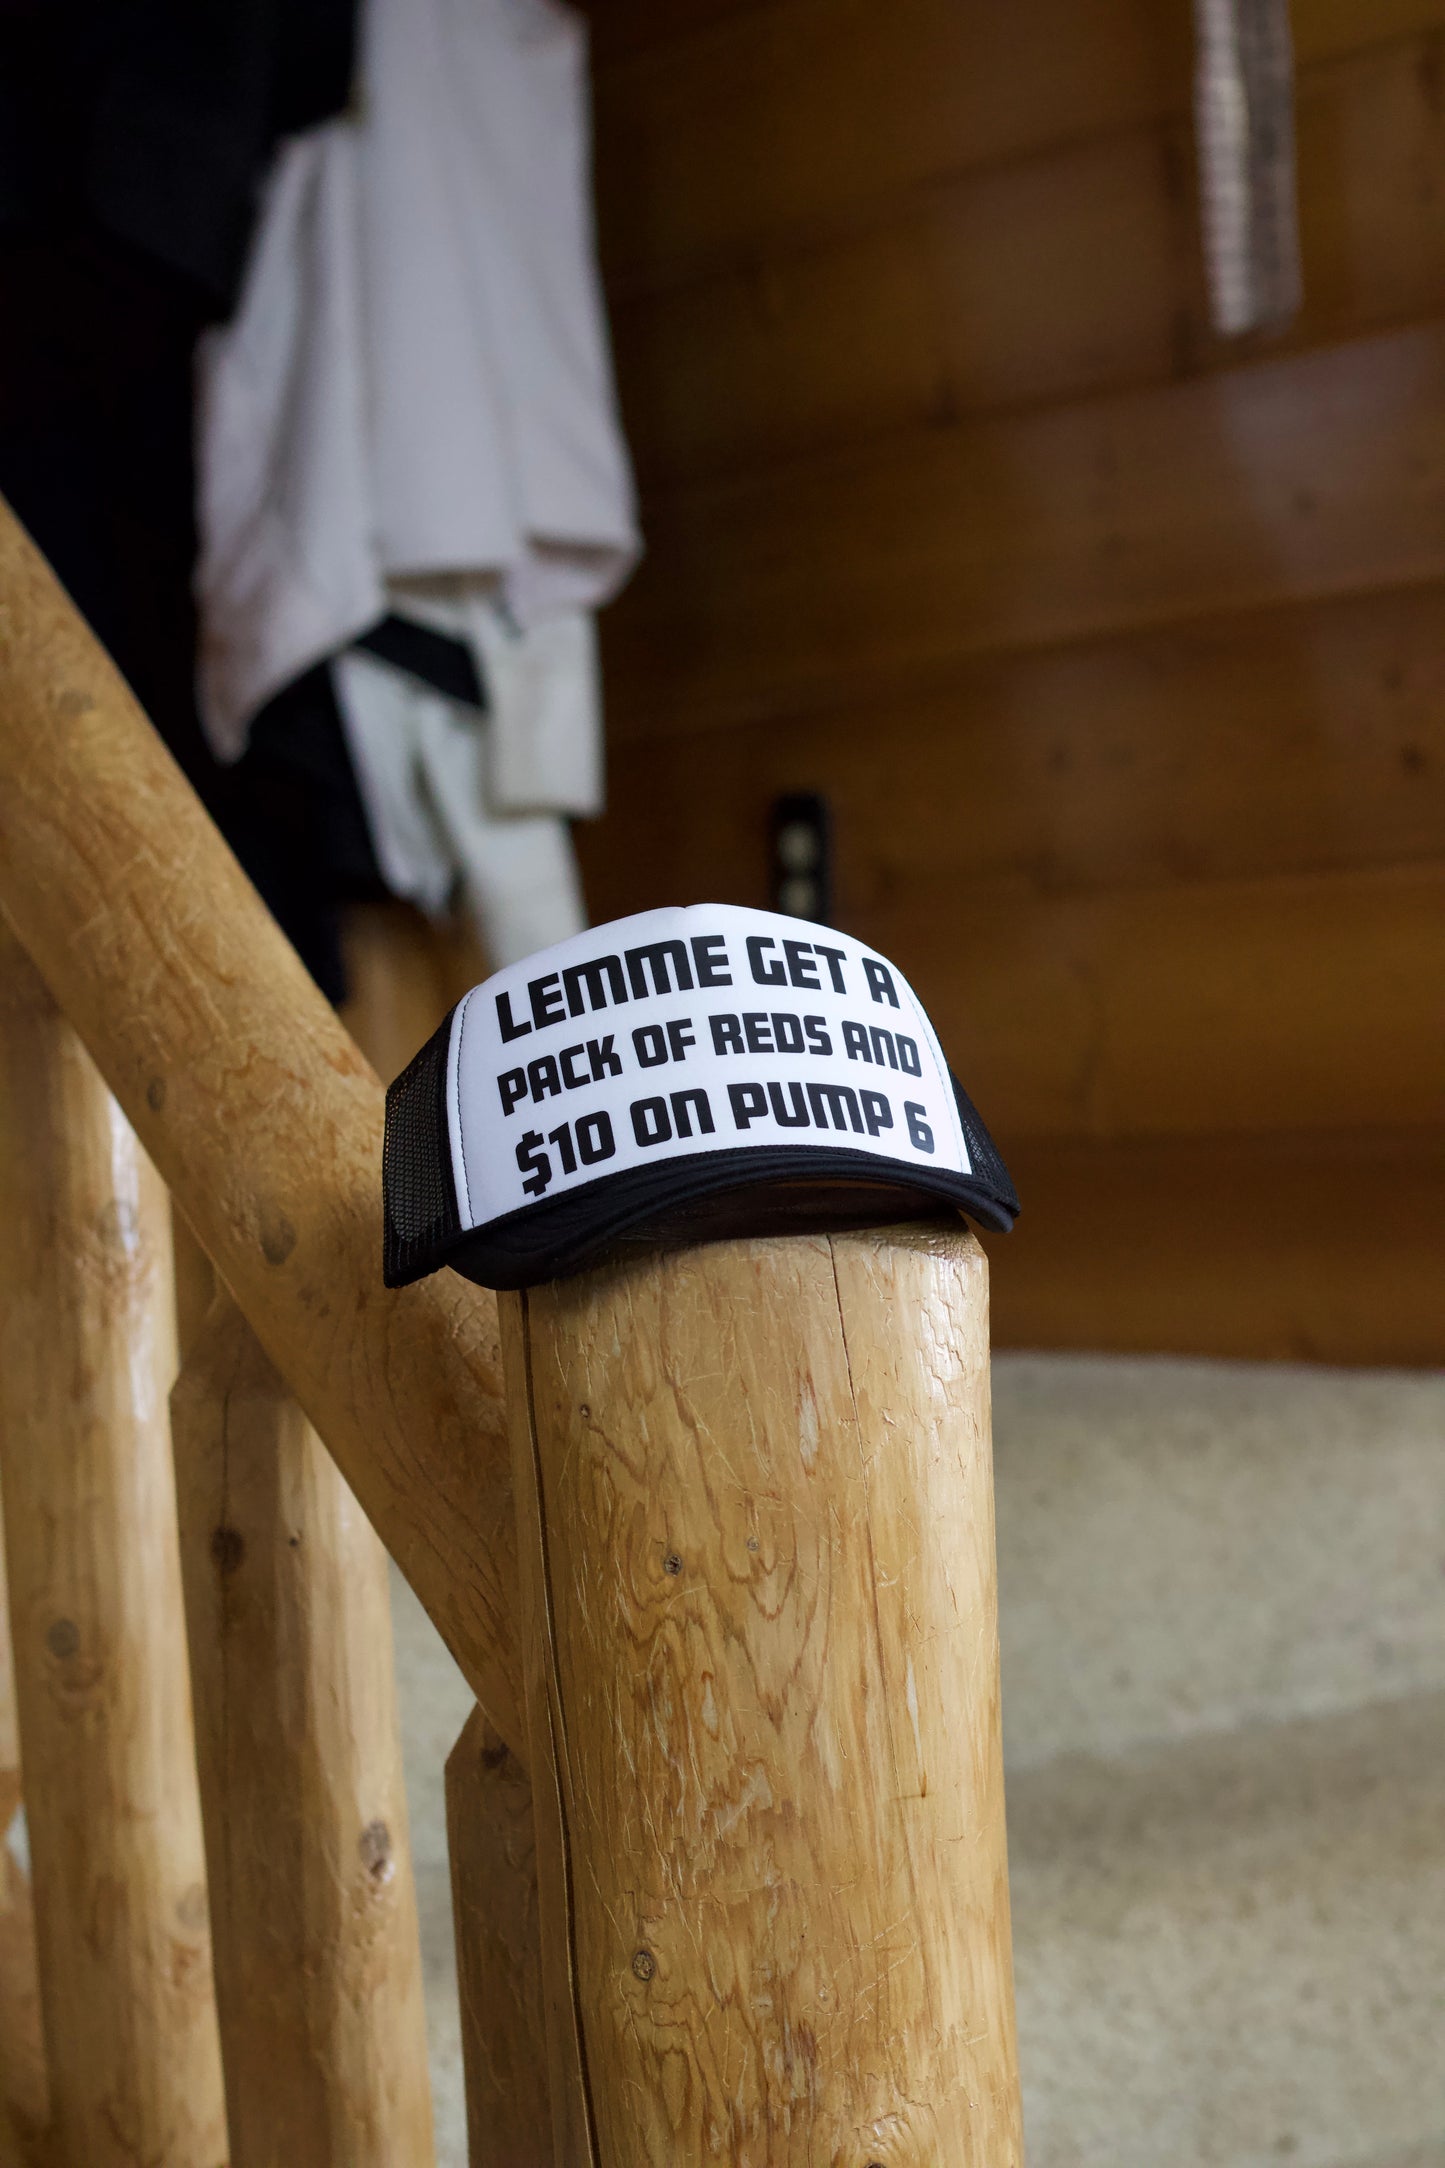 LEMME GET A
PACK OF REDS AND
$10 ON PUMP 6